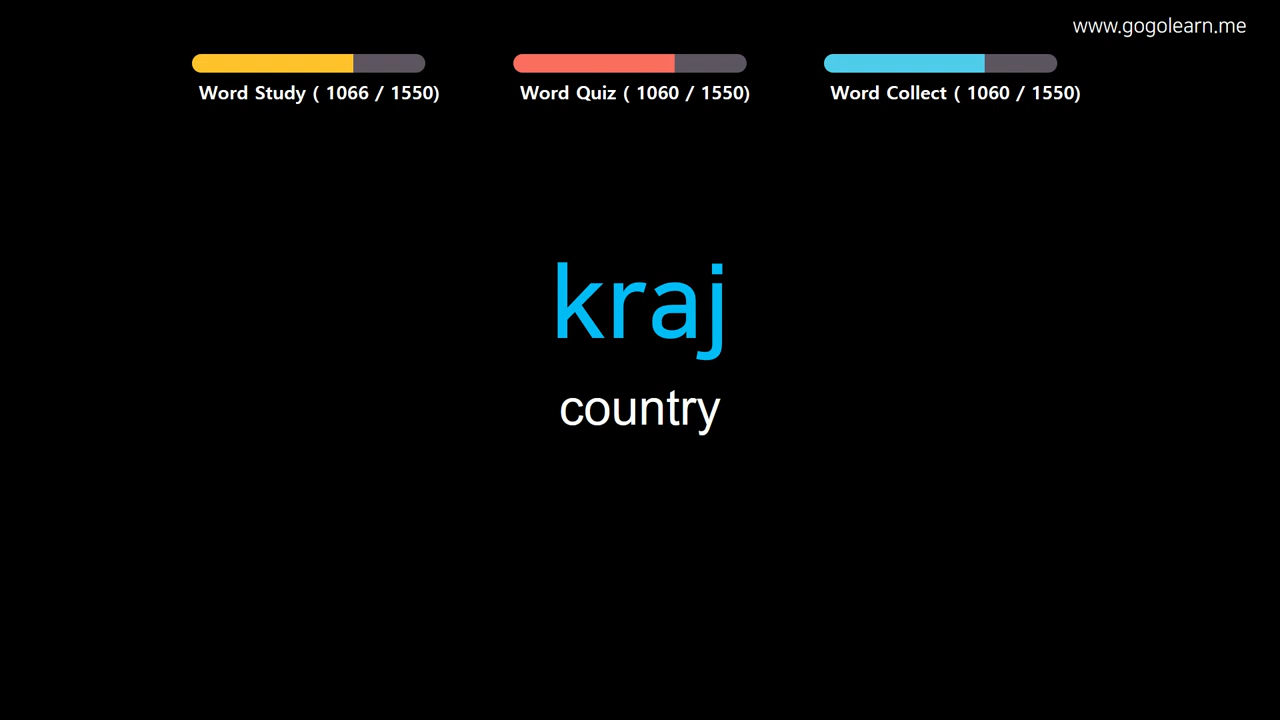 www.gogolearn.me
Word Study ( 1066 / 1550)
Word Quiz ( 1060 / 1550)
Word Collect ( 1060 / 1550)
kraj
country